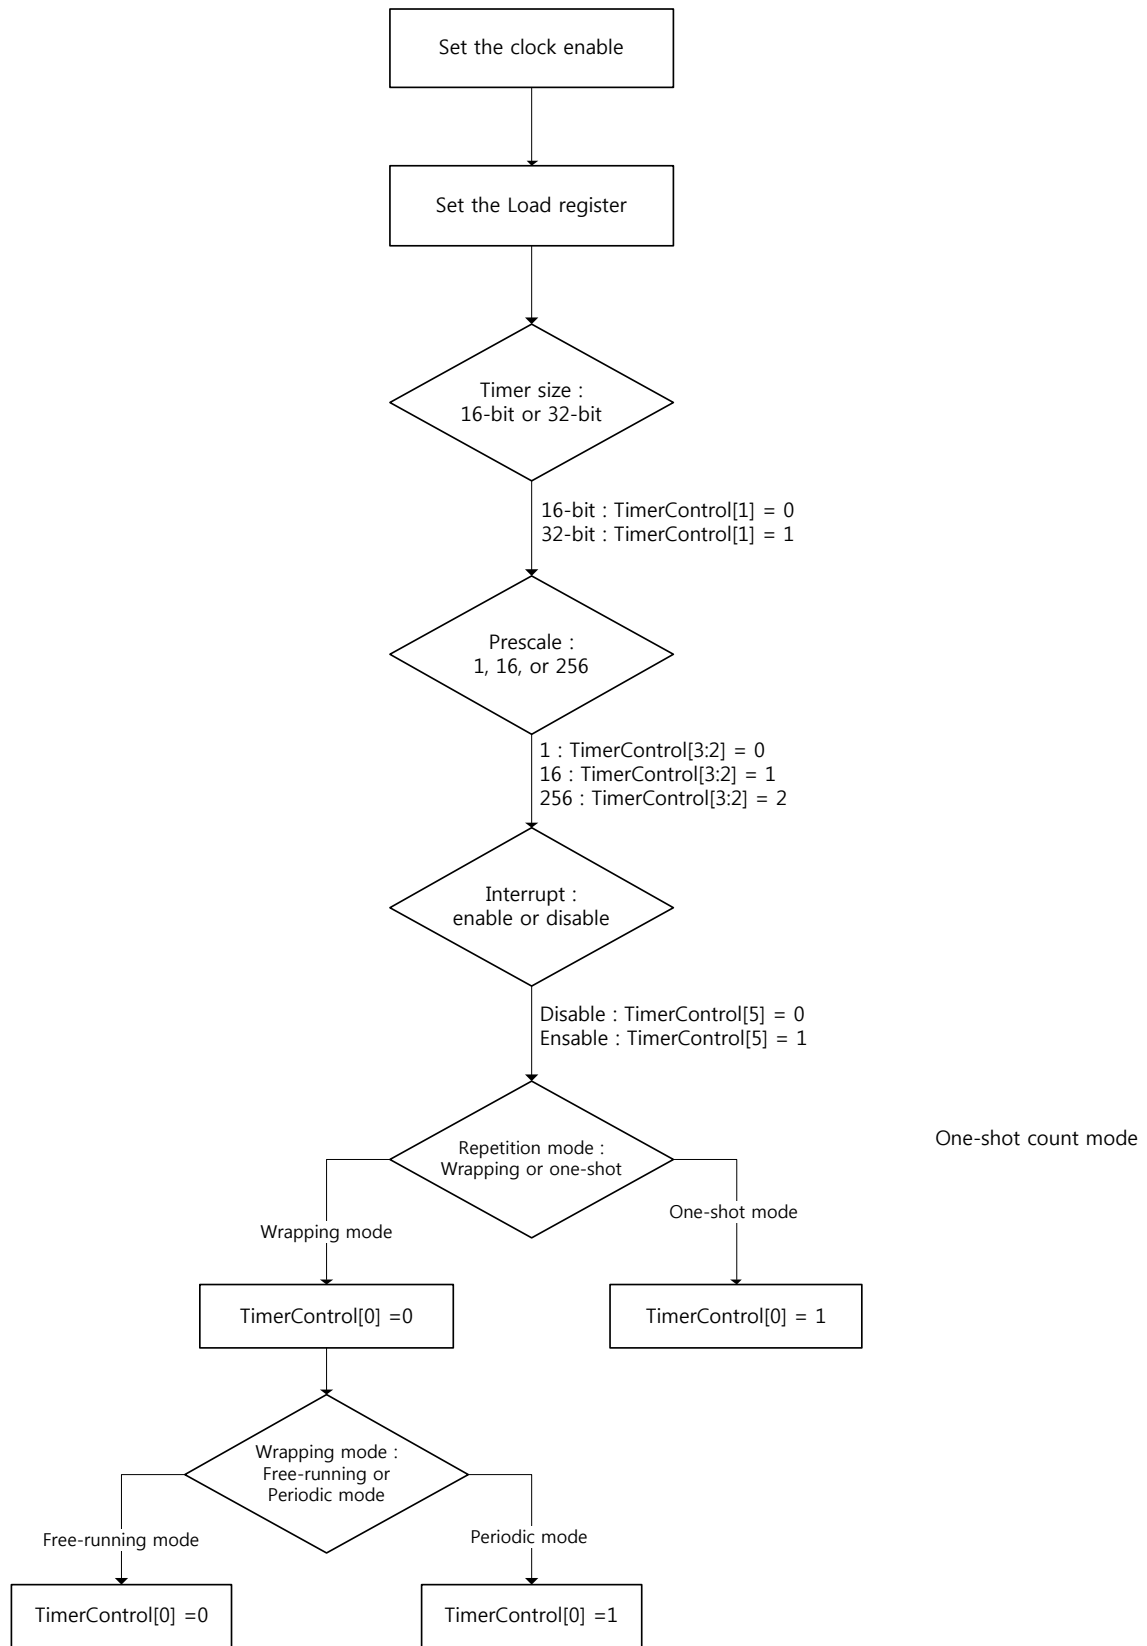 Set the clock enable
Set the Load register
Timer size :
16-bit or 32-bit
16-bit : TimerControl[1] = 0
32-bit : TimerControl[1] = 1
Prescale :
1, 16, or 256
1 : TimerControl[3:2] = 0
16 : TimerControl[3:2] = 1
256 : TimerControl[3:2] = 2
Interrupt :
enable or disable
Disable : TimerControl[5] = 0
Ensable : TimerControl[5] = 1
Repetition mode :
Wrapping or one-shot
One-shot count mode
Wrapping mode
One-shot mode
TimerControl[0] =0
TimerControl[0] = 1
Wrapping mode :
Free-running or
Periodic mode
Free-running mode
Periodic mode
TimerControl[0] =0
TimerControl[0] =1